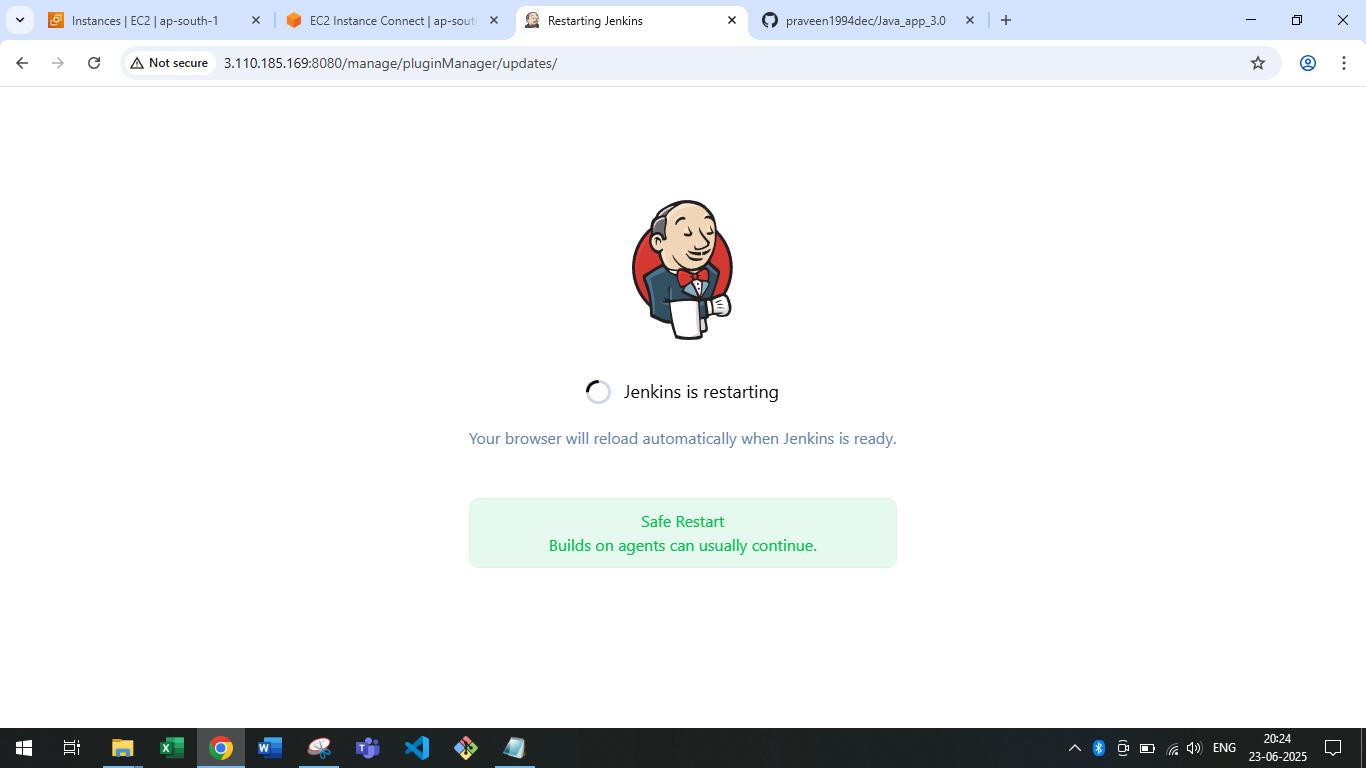 Instances | EC2 | ap-south-1
EC2 Instance Connect | ap-sout
Restarting Jenkins
praveen1994dec/Java_app_3.0
Not secure
3.110.185.169:8080/manage/pluginManager/updates/
Jenkins is restarting
Your browser will reload automatically when Jenkins is ready.
Safe Restart
Builds on agents can usually continue.
ENG
20:24
23-06-2025